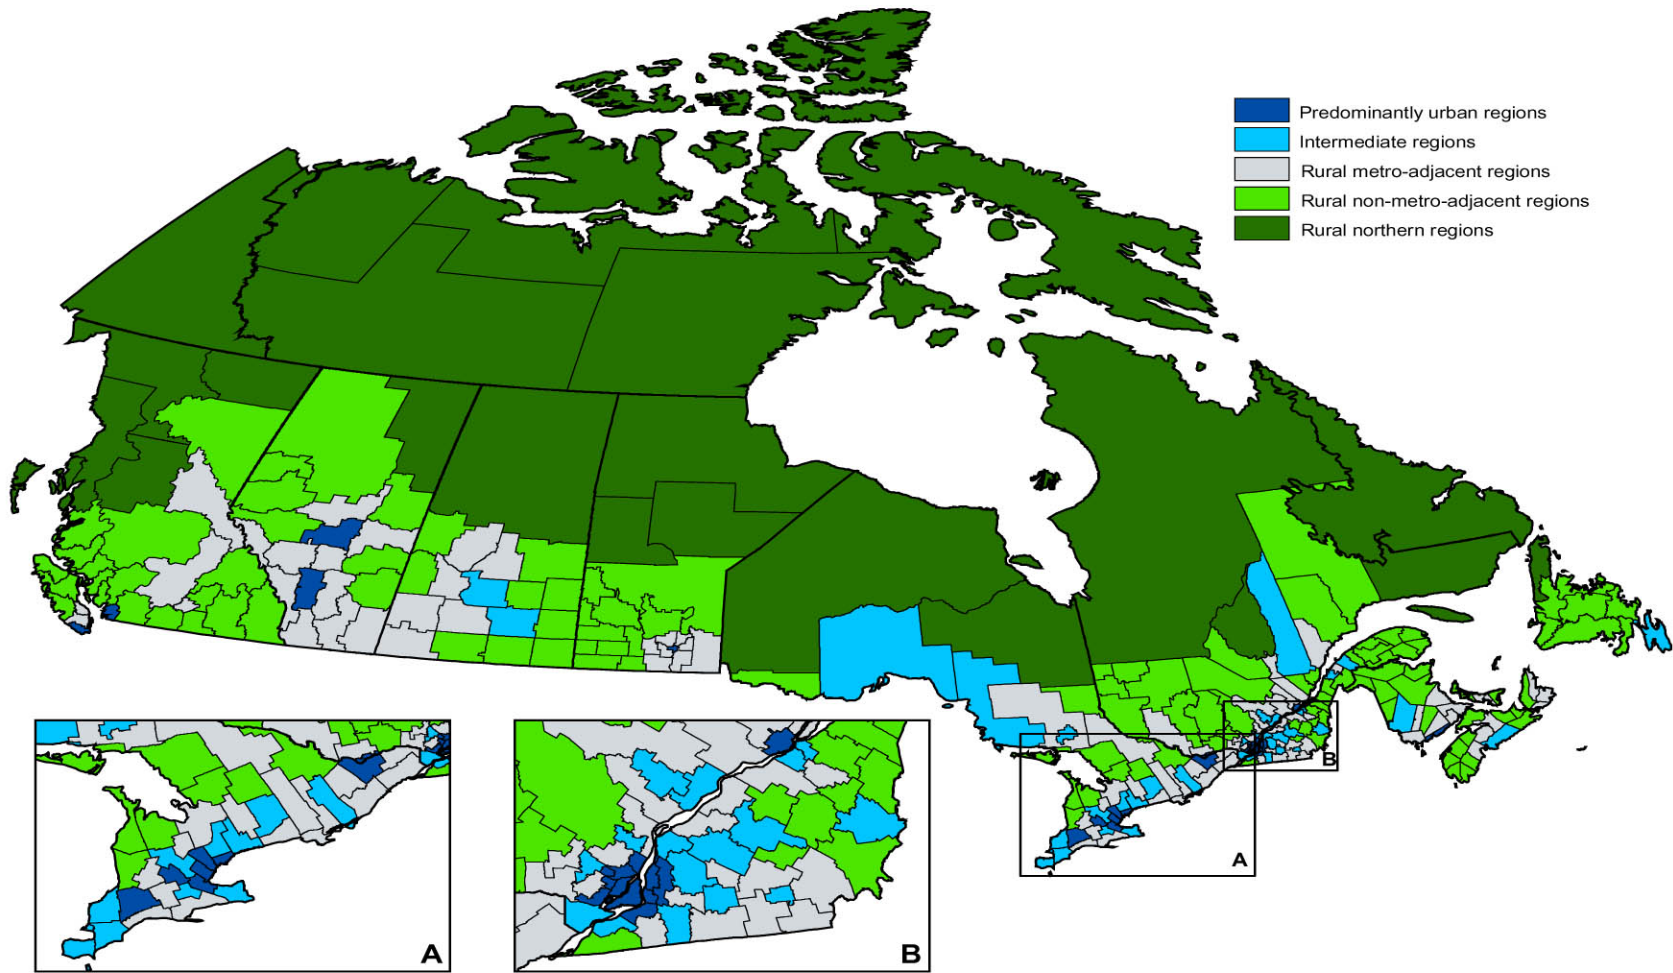 Predominantly urban regions
Intermediate regions
Rural metro-adjacent regions
Rural non-metro-adjacent regions
Rural northern regions
B
A
A
B